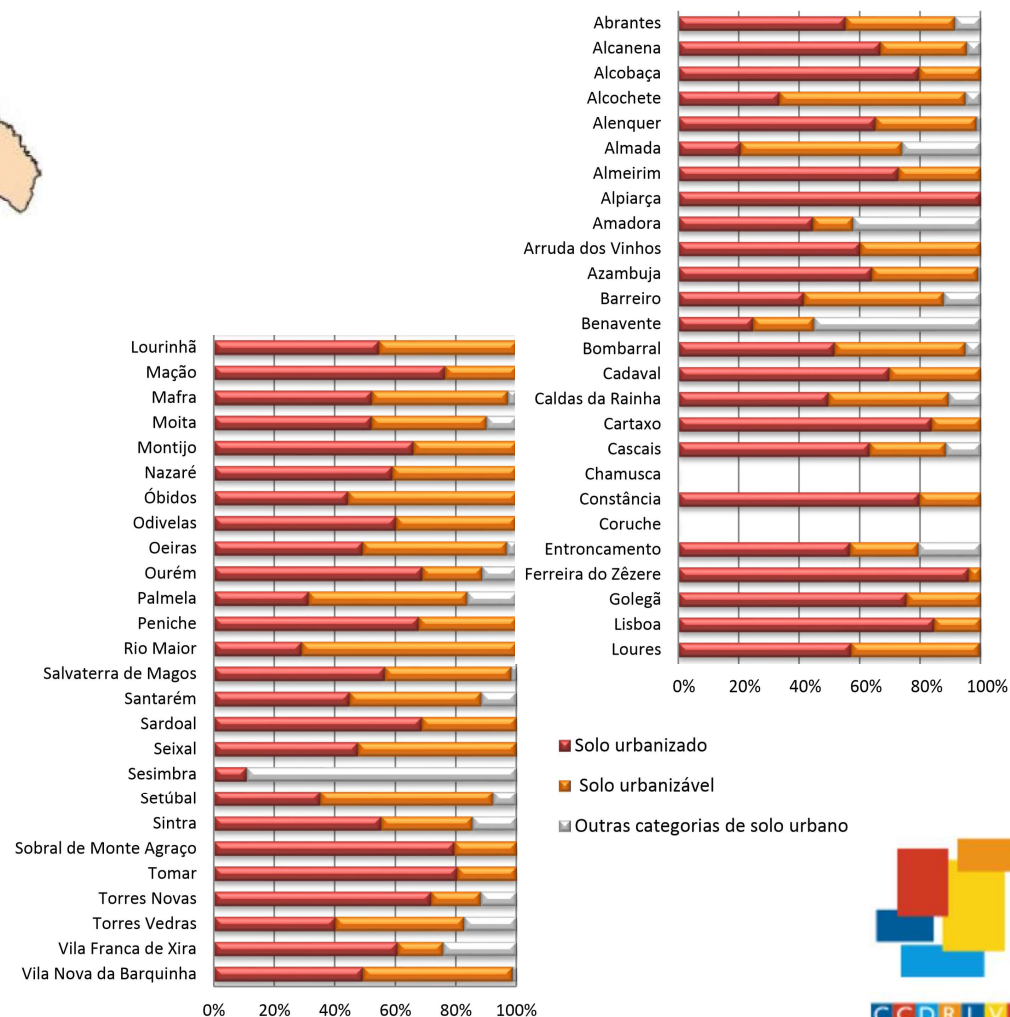 Abrantes
Alcanena
Alcobaça
Alcochete
Alenquer
Almada
Almeirim
Alpiarça
Amadora
Arruda dos Vinhos
Azambuja
Barreiro
Benavente
Bombarral
Cadaval
Caldas da Rainha
Cartaxo
Cascais
Chamusca
Constância
Coruche
Entroncamento
Ferreira do Zêzere
Golegã
Lisboa
Loures
0% 20% 40% 60% 80% 100%
Lourinhã
Mação
Mafra
Moita
Montijo
Nazaré
Óbidos
Odivelas
Oeiras
Ourém
Palmela
Peniche
Rio Maior
Salvaterra de Magos
Santarém
Sardoal
Seixal
Sesimbra
Setúbal
Sintra
Sobral de Monte Agraço
Tomar
Torres Novas
Torres Vedras
Vila Franca de Xira
Vila Nova da Barquinha
0% 20% 40% 60% 80% 100%
Solo urbanizado
Solo urbanizável
Outras categorias de solo urbano
CCDRLV